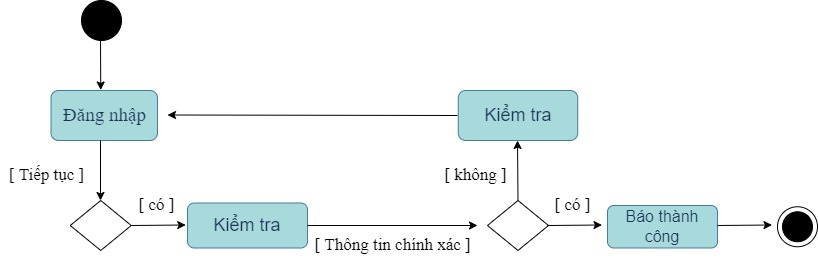 Đăng nhập
Kiểm tra
[ Tiếp tục ]
[ không ]
[ có ]
[ có ]
Kiểm tra
Báo thành
công
[ Thông tin chính xác ]